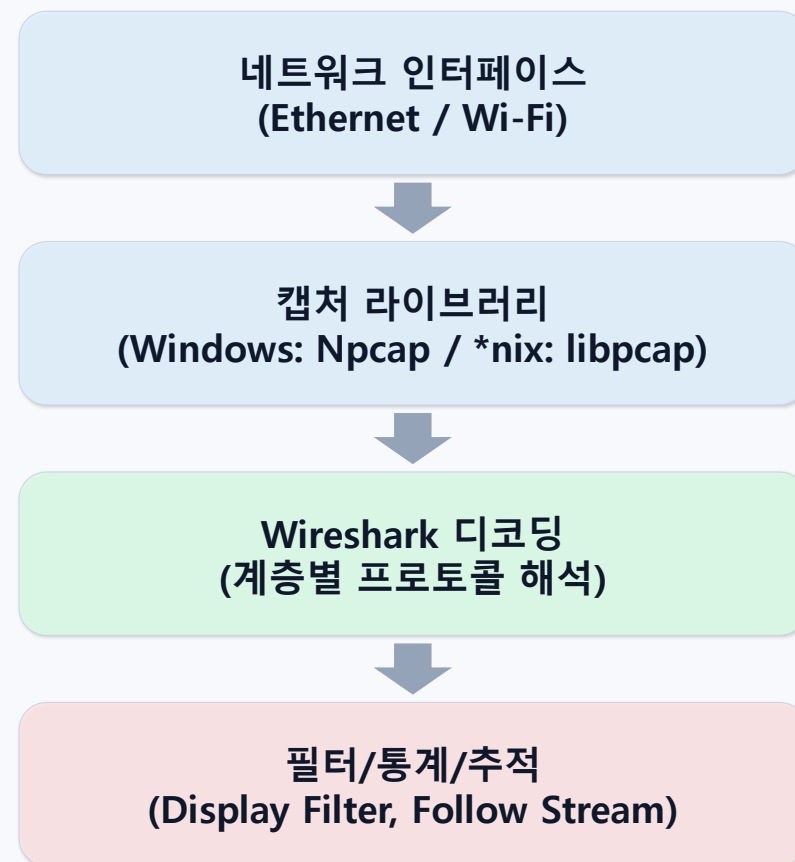 네트워크 인터페이스
(Ethernet / Wi-Fi)
캡처 라이브러리
(Windows: Npcap / *nix: libpcap)
Wireshark 디코딩
(계층별 프로토콜 해석)
필터/통계/추적
(Display Filter, Follow Stream)